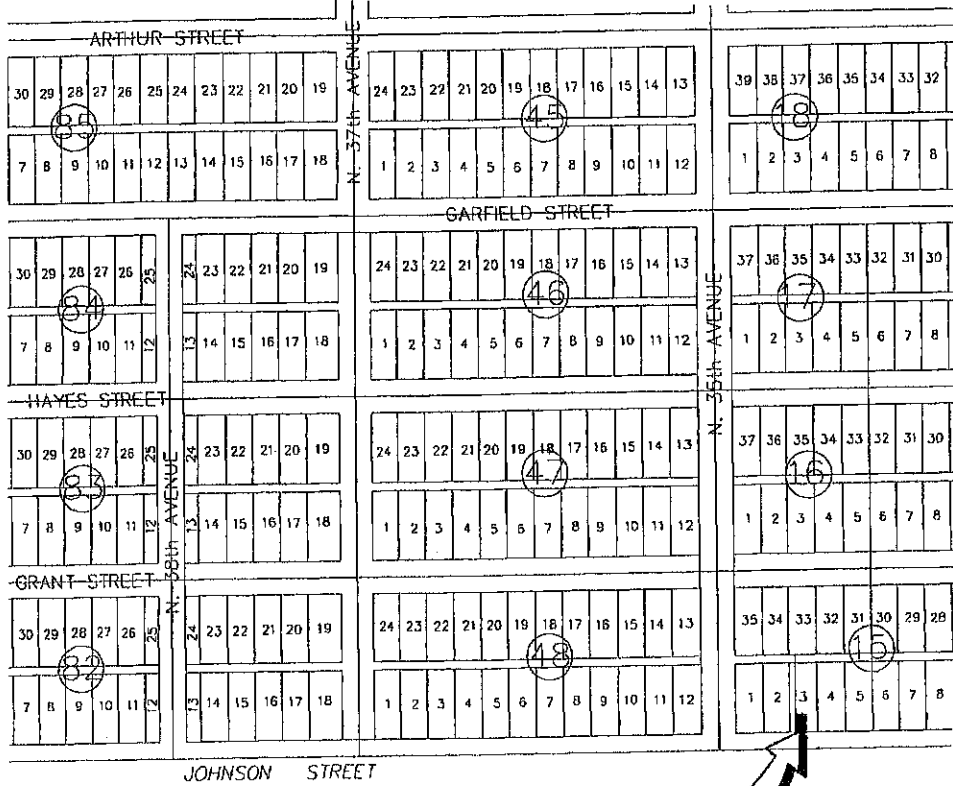 ARTHUR STREET
N. 37th AVENUE
30 29 28 27 26 25 24 23 22 21 20 19
24 23 22 21 20 19 18 17 16 15 14 13
39 38 37 36 35 34 33 32
85
45
18
7 8 9 10 11 12 13 14 15 16 17 18
1 2 3 4 5 6 7 8 9 10 11 12
1 2 3 4 5 6 7 8
GARFIELD STREET
30 29 28 27 26 25 24 23 22 21 20 19
24 23 22 21 20 19 18 17 16 15 14 13
37 36 35 34 33 32 31 30
84
46
17
7 8 9 10 11 12 13 14 15 16 17 18
1 2 3 4 5 6 7 8 9 10 11 12
1 2 3 4 5 6 7 8
HAYES STREET
N. 36th AVENUE
30 29 28 27 26 25 24 23 22 21 20 19
24 23 22 21 20 19 18 17 16 15 14 13
37 36 35 34 33 32 31 30
83
47
16
7 8 9 10 11 12 13 14 15 16 17 18
1 2 3 4 5 6 7 8 9 10 11 12
1 2 3 4 5 6 7 8
GRANT STREET
N. 38th AVENUE
30 29 28 27 26 25 24 23 22 21 20 19
24 23 22 21 20 19 18 17 16 15 14 13
35 34 33 32 31 30 29 28
82
48
15
7 8 9 10 11 12 13 14 15 16 17 18
1 2 3 4 5 6 7 8 9 10 11 12
1 2 3 4 5 6 7 8
JOHNSON STREET